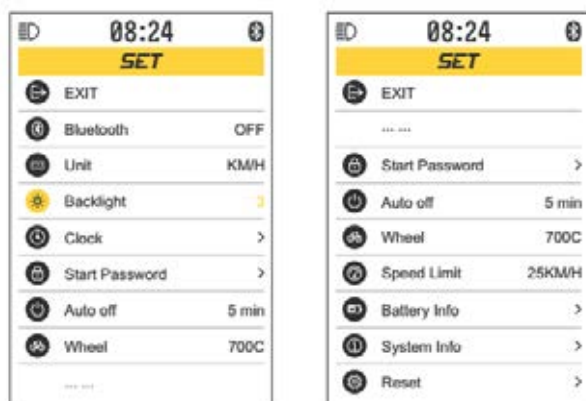 08:24
SET
EXIT
Bluetooth OFF
Unit KM/H
Backlight 3
Clock >
Start Password >
Auto off 5 min
Wheel 700C
... ...
08:24
SET
EXIT
... ...
Start Password >
Auto off 5 min
Wheel 700C
Speed Limit 25KM/H
Battery Info >
System Info >
Reset >